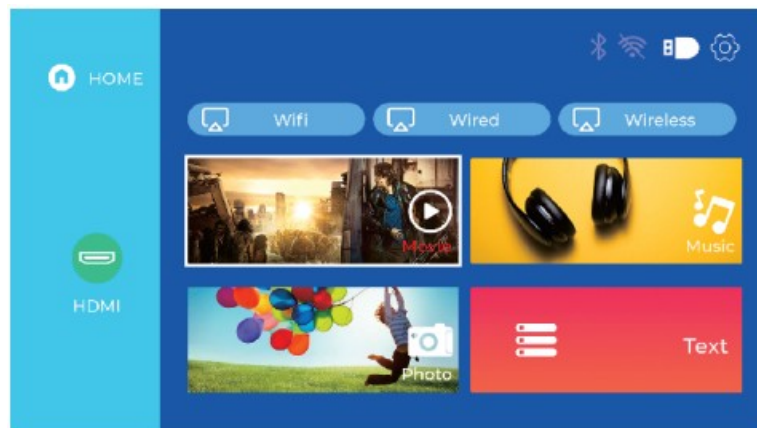 HOME
Wifi
Wired
Wireless
Movie
Music
HDMI
Photo
Text